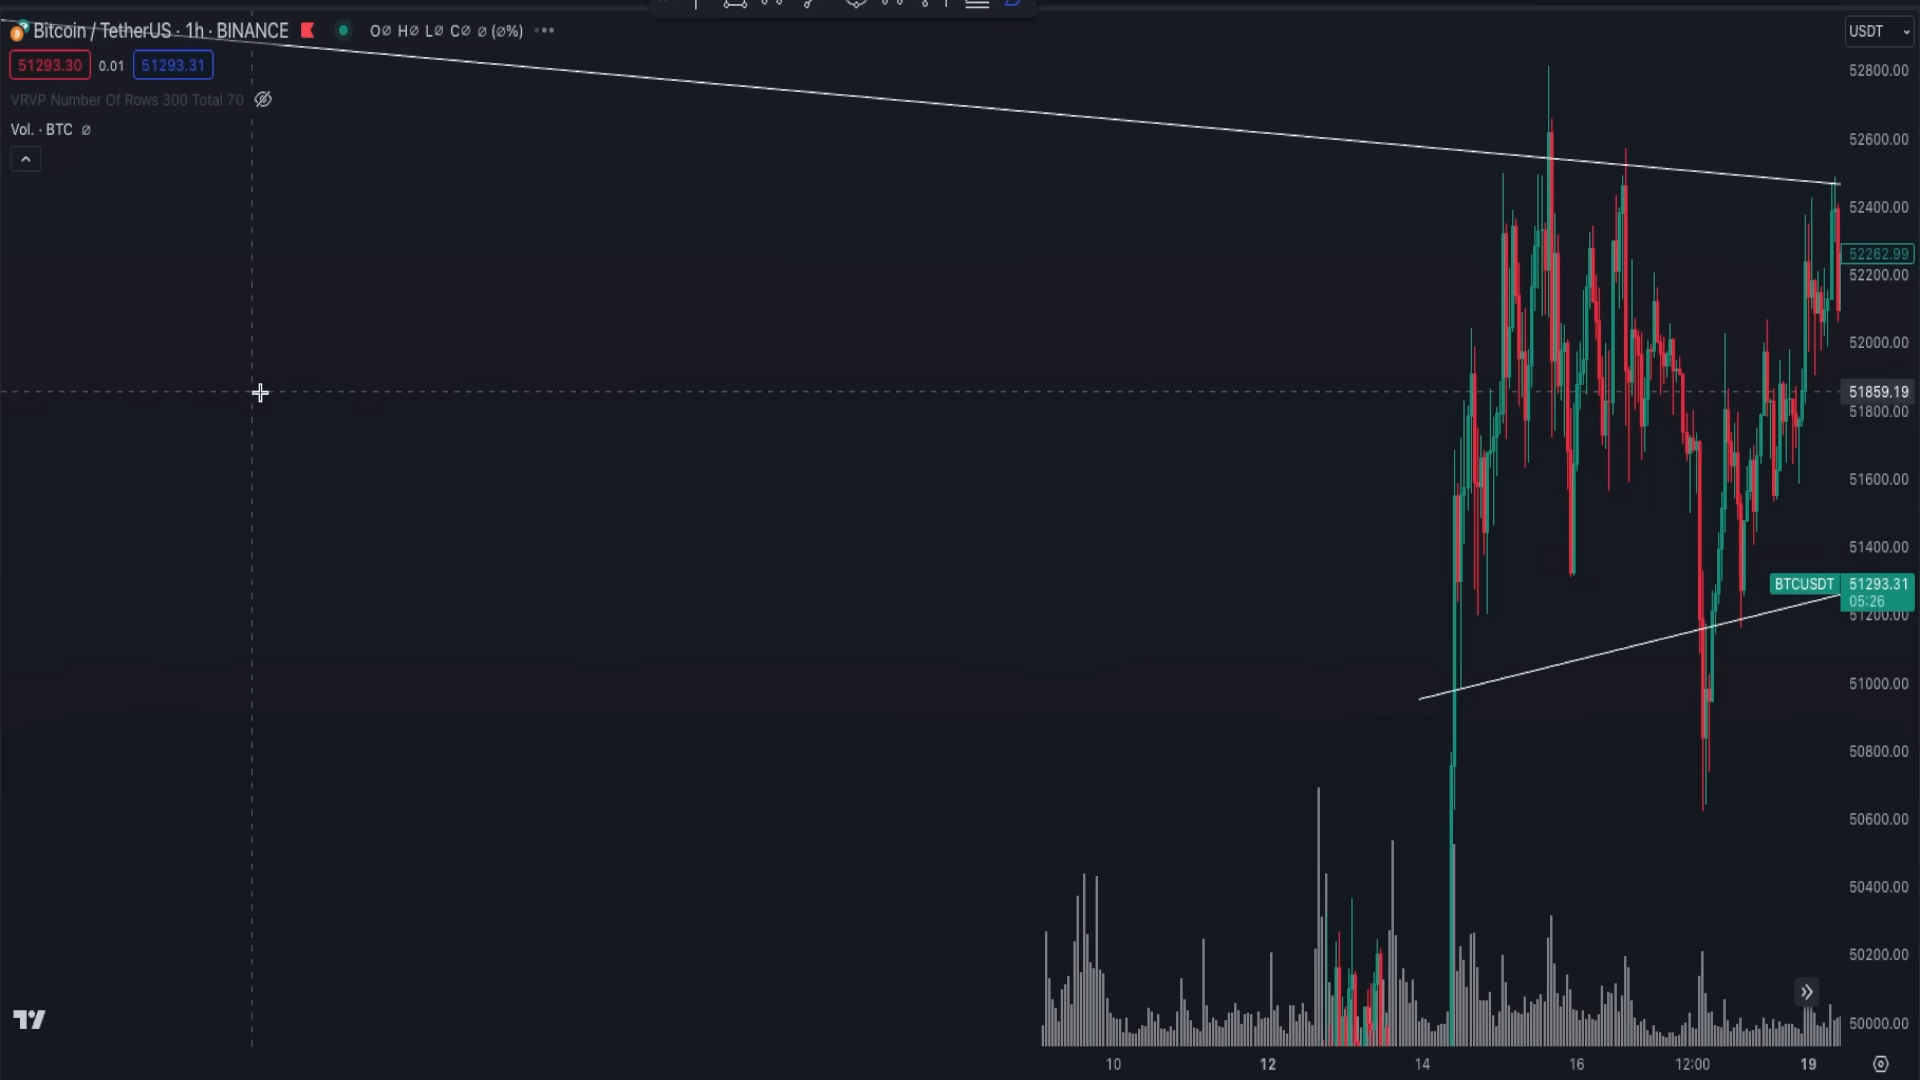 Bitcoin / TetherUS · 1h · BINANCE O∅ H∅ L∅ C∅ ∅ (∅%)
USDT
51293.30 0.01 51293.31
VRVP Number Of Rows 300 Total 70
Vol. · BTC ∅
52800.00
52600.00
52400.00
52262.99
52200.00
52000.00
51859.19
51800.00
51600.00
51400.00
BTCUSDT 51293.31
05:26
51200.00
51000.00
50800.00
50600.00
50400.00
50200.00
50000.00
10 12 14 16 12:00 19